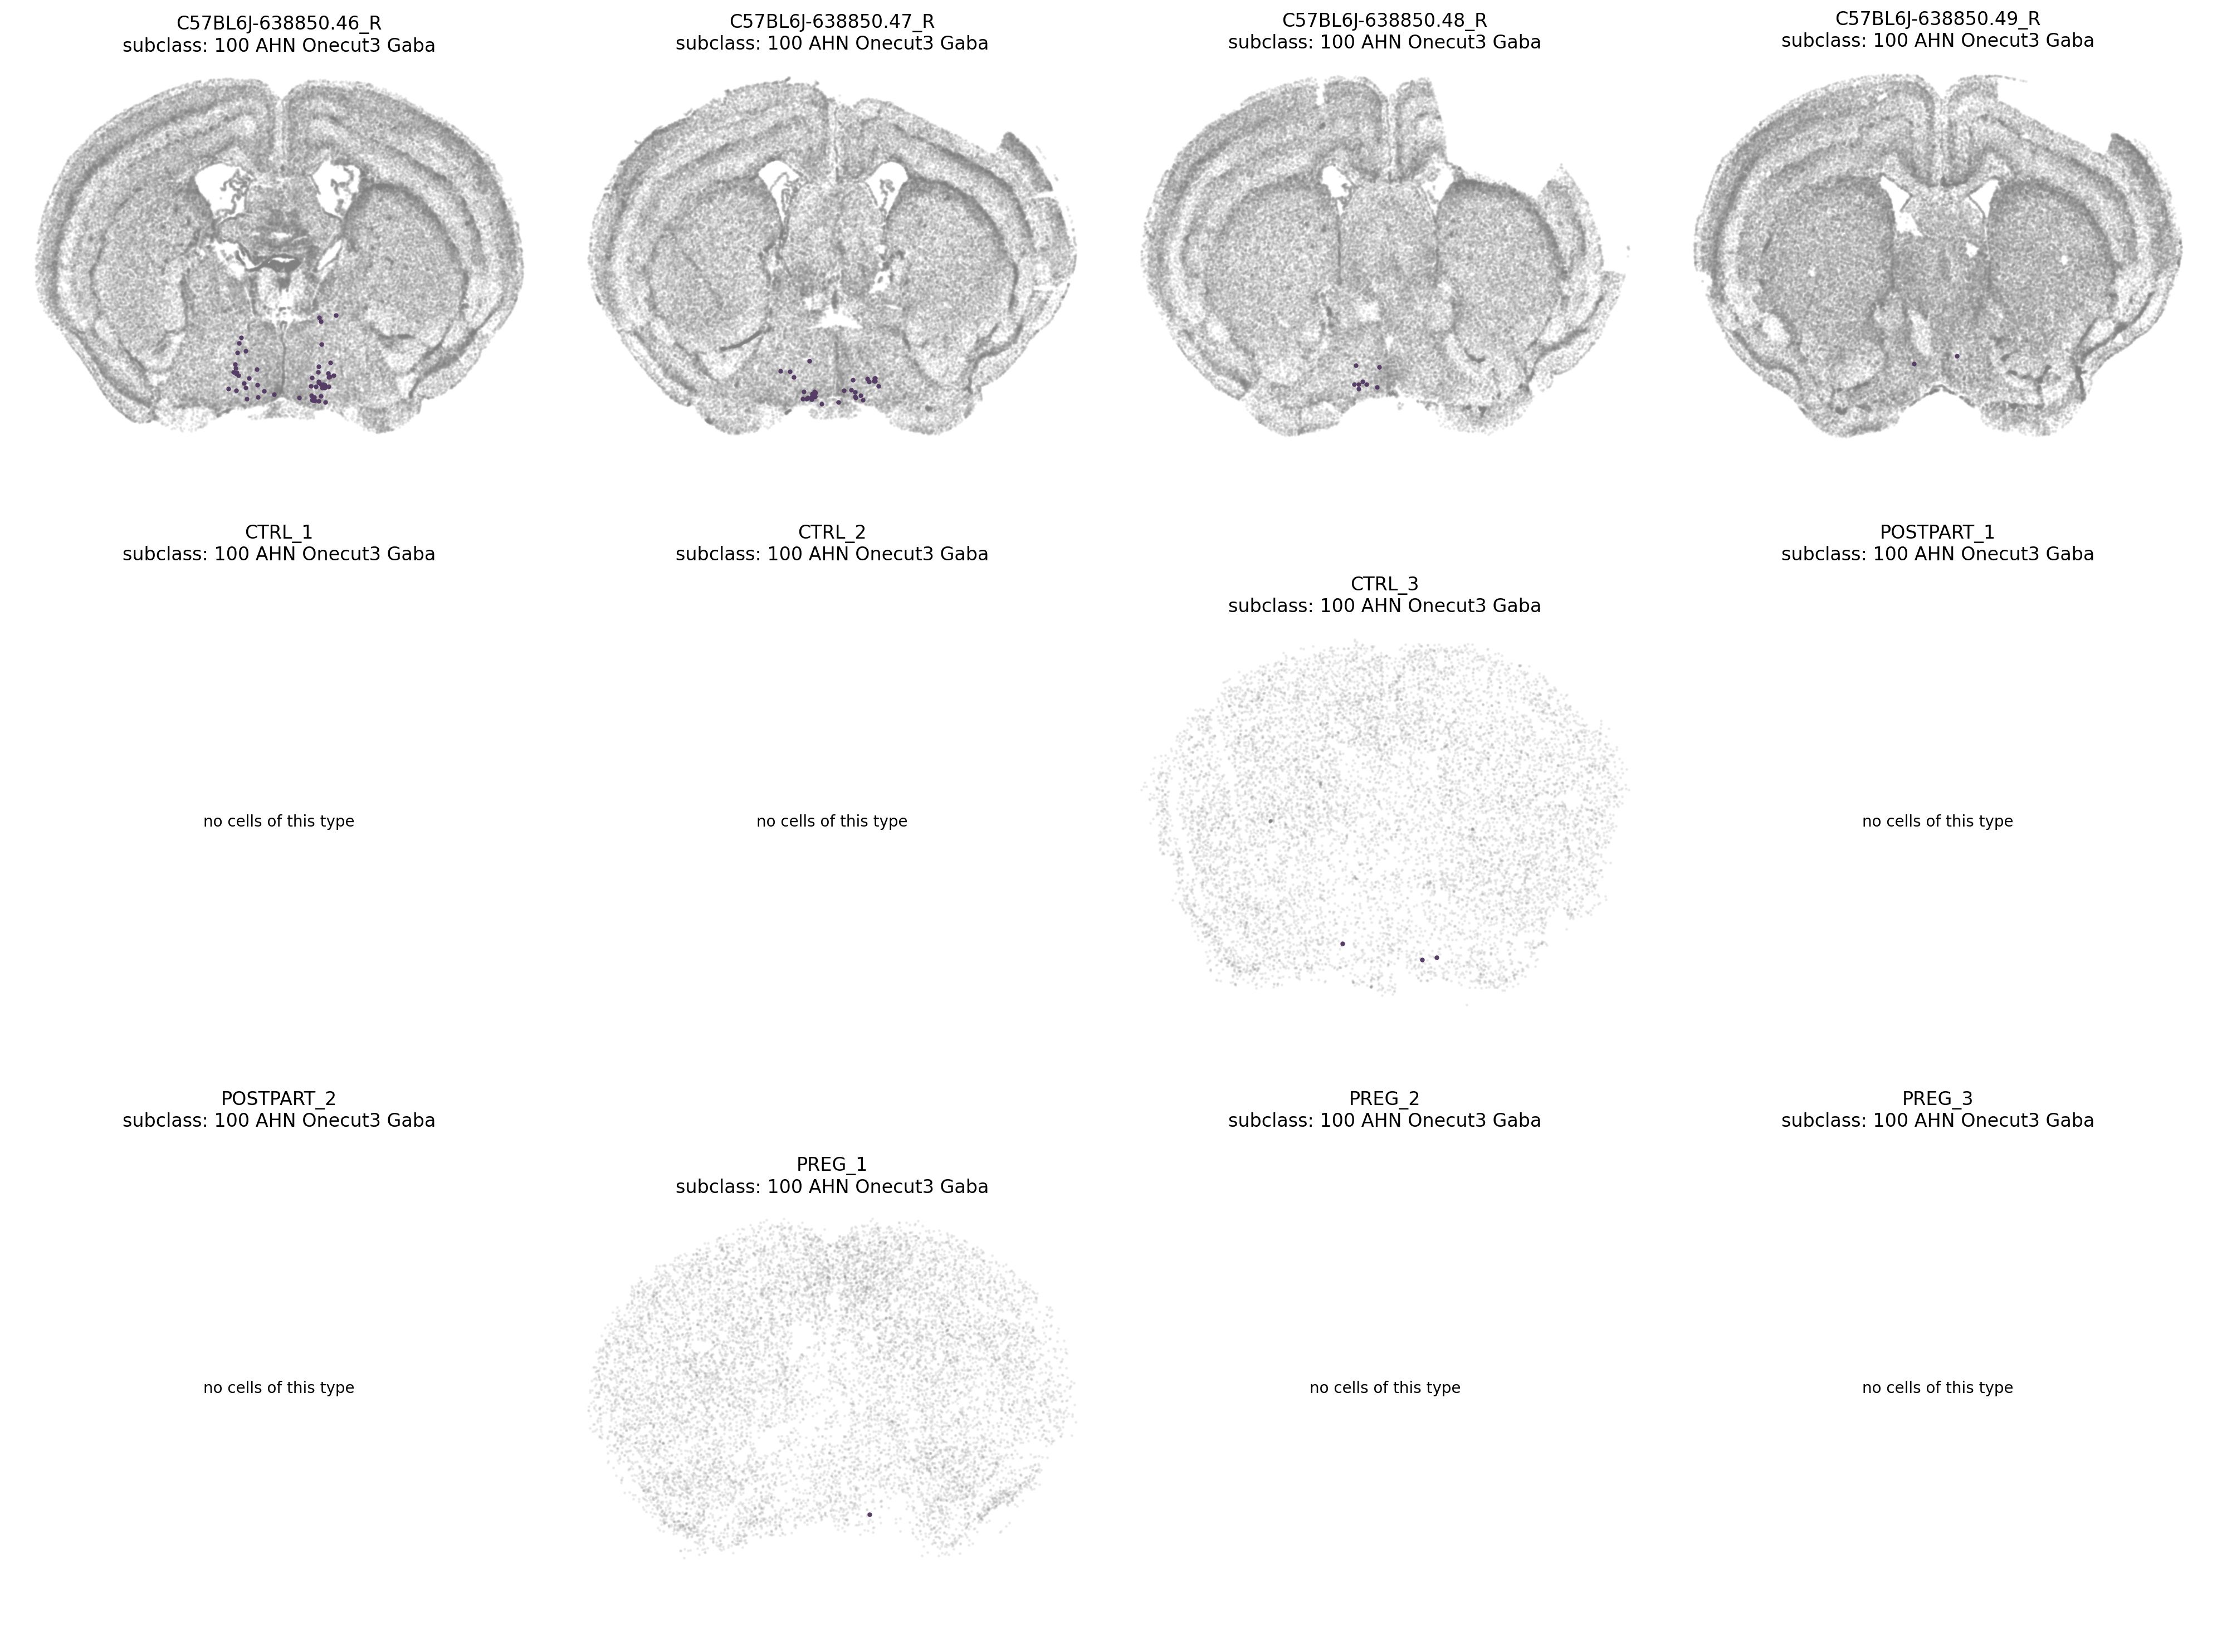 C57BL6J-638850.46_R
subclass: 100 AHN Onecut3 Gaba
C57BL6J-638850.47_R
subclass: 100 AHN Onecut3 Gaba
C57BL6J-638850.48_R
subclass: 100 AHN Onecut3 Gaba
C57BL6J-638850.49_R
subclass: 100 AHN Onecut3 Gaba
CTRL_1
subclass: 100 AHN Onecut3 Gaba
no cells of this type
CTRL_2
subclass: 100 AHN Onecut3 Gaba
no cells of this type
CTRL_3
subclass: 100 AHN Onecut3 Gaba
POSTPART_1
subclass: 100 AHN Onecut3 Gaba
no cells of this type
POSTPART_2
subclass: 100 AHN Onecut3 Gaba
no cells of this type
PREG_1
subclass: 100 AHN Onecut3 Gaba
PREG_2
subclass: 100 AHN Onecut3 Gaba
no cells of this type
PREG_3
subclass: 100 AHN Onecut3 Gaba
no cells of this type